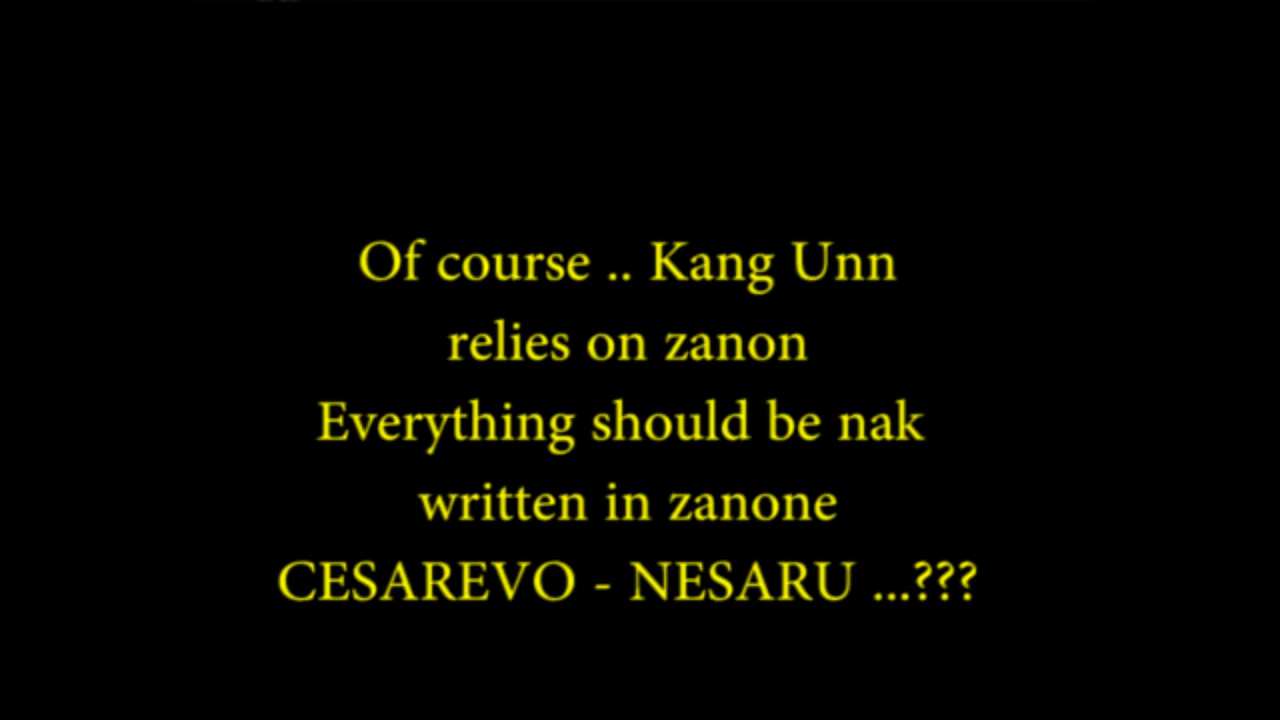 Of course .. Kang Unn
relies on zanon
Everything should be nak
written in zanone
CESAREVO - NESARU ...???